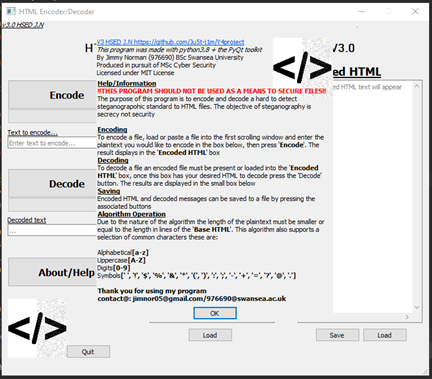 HTML Encoder/Decoder
v3.0 HSED J.N
V3 HSED J.N https://github.com/Ju5t-J1m/Y4project
This program was made with python3.8 + the PyQt toolkit
By Jimmy Norman (976690) BSc Swansea University
Produced in pursuit of MSc Cyber Security
Licensed under MIT License
Help/Information
!!THIS PROGRAM SHOULD NOT BE USED AS A MEANS TO SECURE FILES!!
The purpose of this program is to encode and decode a hard to detect
steganographic standard to HTML files. The objective of steganography is
secrecy not security
Encoding
To encode a file, load or paste a file into the first scrolling window and enter the
plaintext you would like to encode in the box below, then press 'Encode'. The
result displays in the 'Encoded HTML' box
Decoding
To decode a file an encoded file must be present or loaded into the 'Encoded
HTML' box, once this box has your desired HTML to decode press the 'Decode'
button. The results are displayed in the small box below
Saving
Encoded HTML and decoded messages can be saved to a file by pressing the
associated buttons
Algorithm Operation
Due to the nature of the algorithm the length of the plaintext must be smaller or
equal to the length in lines of the 'Base HTML'. This algorithm also supports a
selection of common characters these are:
Alphabetical[a-z]
Uppercase[A-Z]
Digits[0-9]
Thank you for using my program
contact@: jimnor05@gmail.com/976690@swansea.ac.uk
OK
H
/3.0
</>
ed HTML
ed HTML text will appear
Encode
Text to encode...
Enter text to encode...
Decode
Decoded text
...
About/Help
</>
Quit
Load
Save
Load